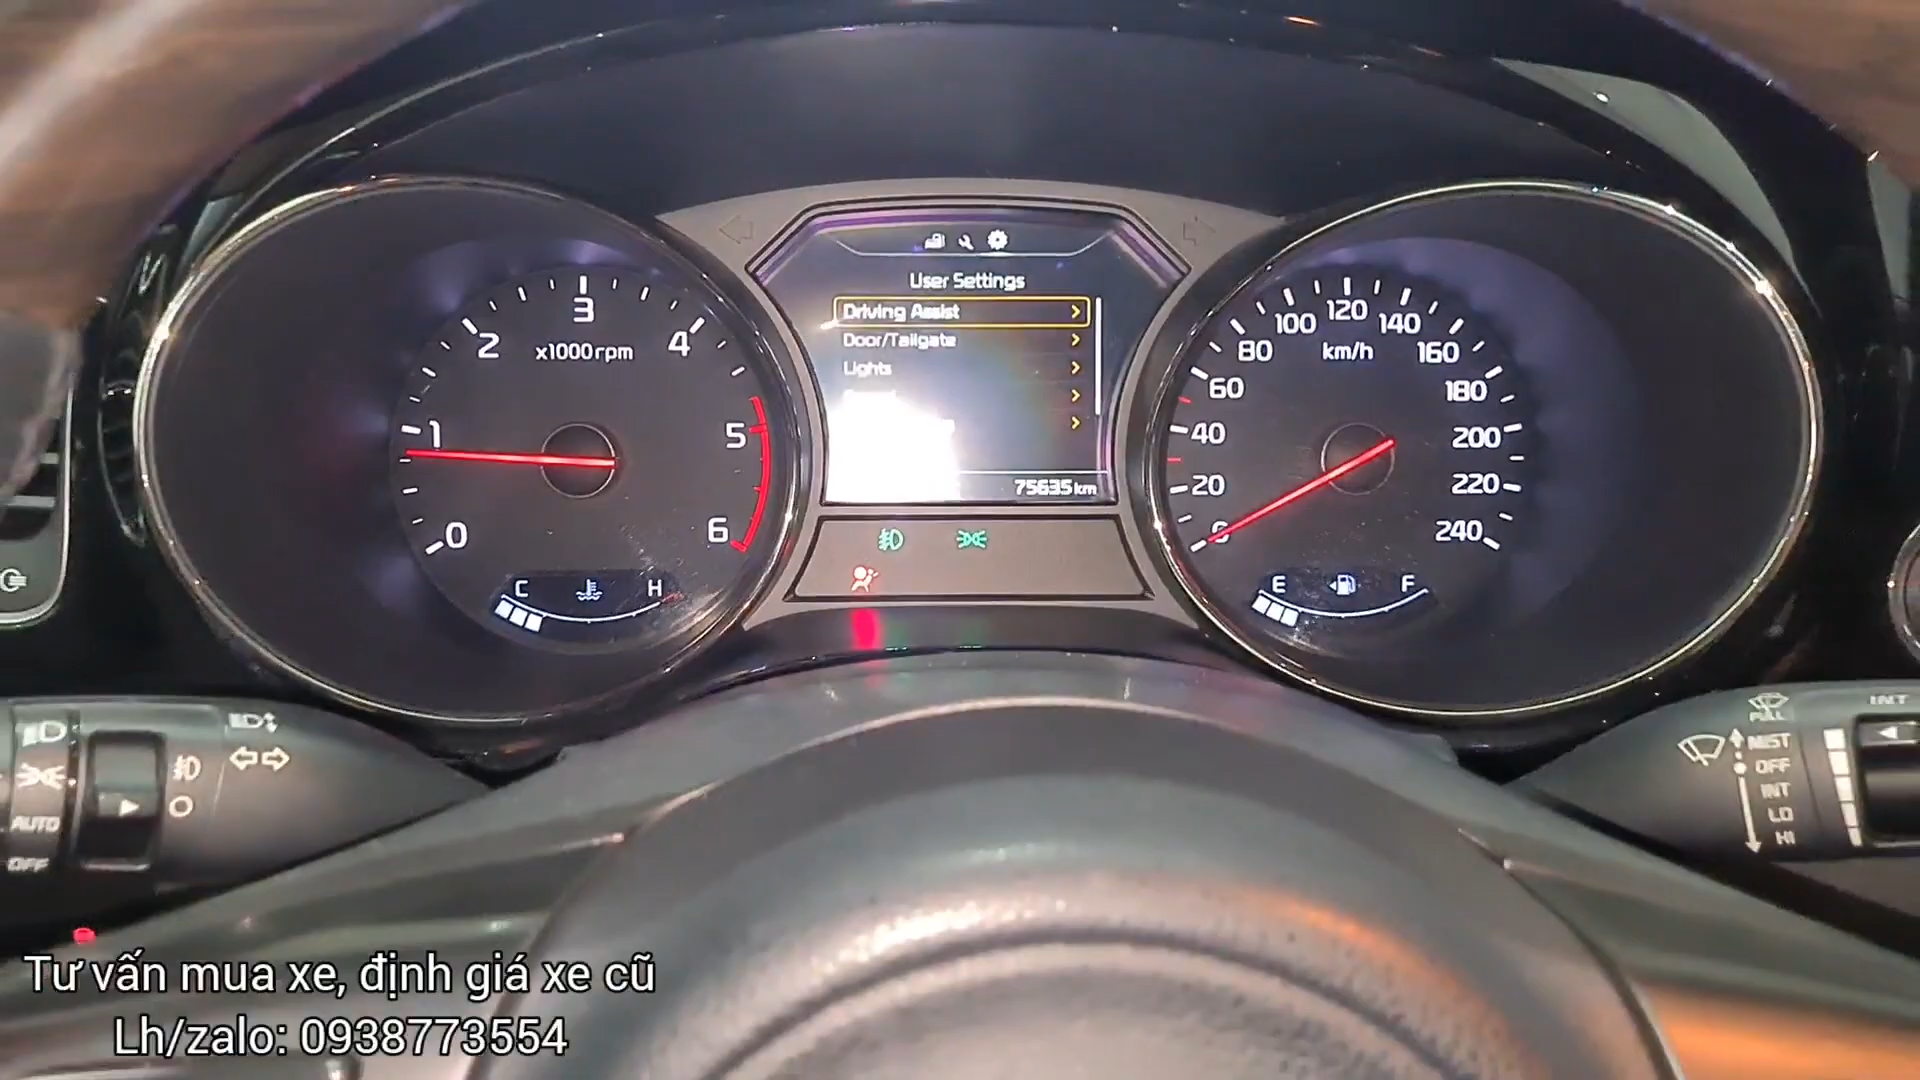 User Settings
Driving Assist
Door/Tailgate
Lights
75635 km
0
1
2
3
4
5
6
x1000rpm
C
H
0
20
40
60
80
100
120
140
160
180
200
220
240
km/h
E
F
AUTO
OFF
PULL
MIST
OFF
INT
LO
HI
INT
Tư vấn mua xe, định giá xe cũ
Lh/zalo: 0938773554